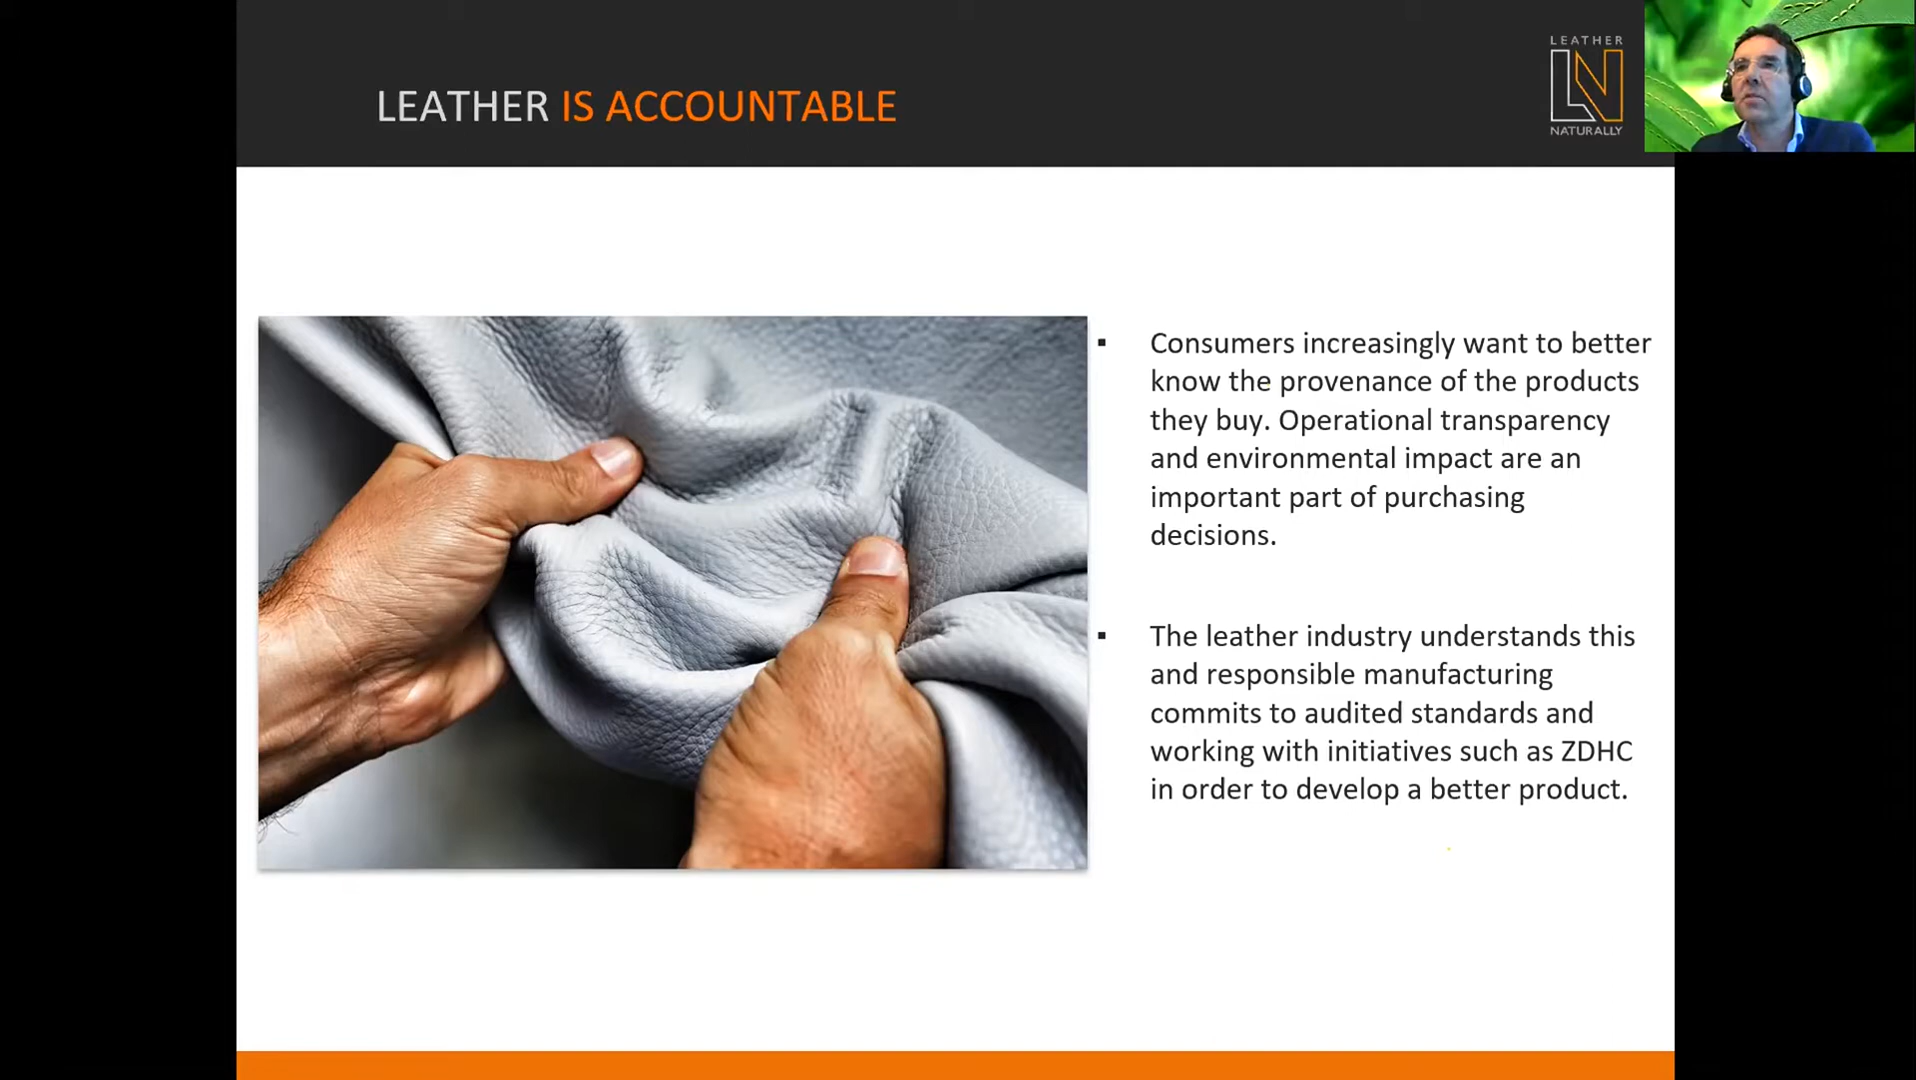 LEATHER IS ACCOUNTABLE
LEATHER
LN
NATURALLY
▪ Consumers increasingly want to better
know the provenance of the products
they buy. Operational transparency
and environmental impact are an
important part of purchasing
decisions.
▪ The leather industry understands this
and responsible manufacturing
commits to audited standards and
working with initiatives such as ZDHC
in order to develop a better product.